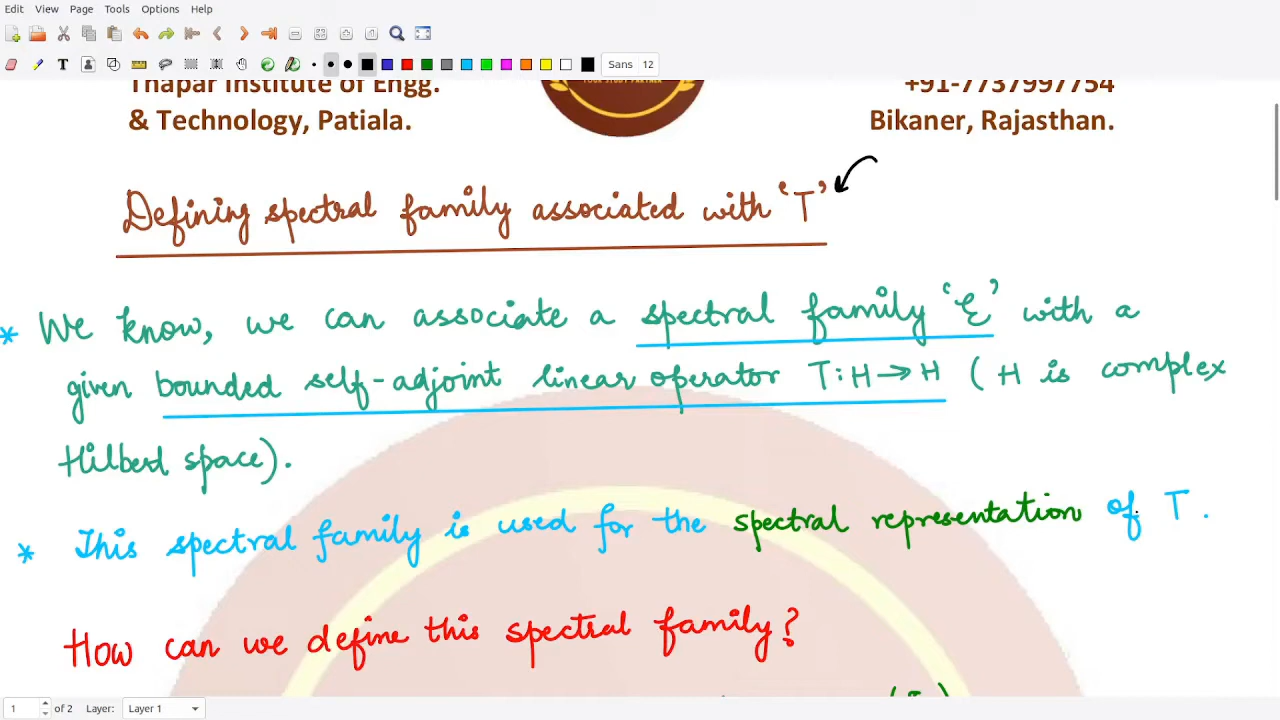 Edit View Page Tools Options Help
Sans 12
Thapar Institute of Engg.
& Technology, Patiala.
YOUR STUDY PARTNER
+91-7737997754
Bikaner, Rajasthan.
Defining spectral family associated with 'T'
* We know, we can associate a spectral family 'E' with a
given bounded self-adjoint linear operator T:H→H (H is complex
Hilbert space).
* This spectral family is used for the spectral representation of T.
How can we define this spectral family?
1 of 2 Layer: Layer 1